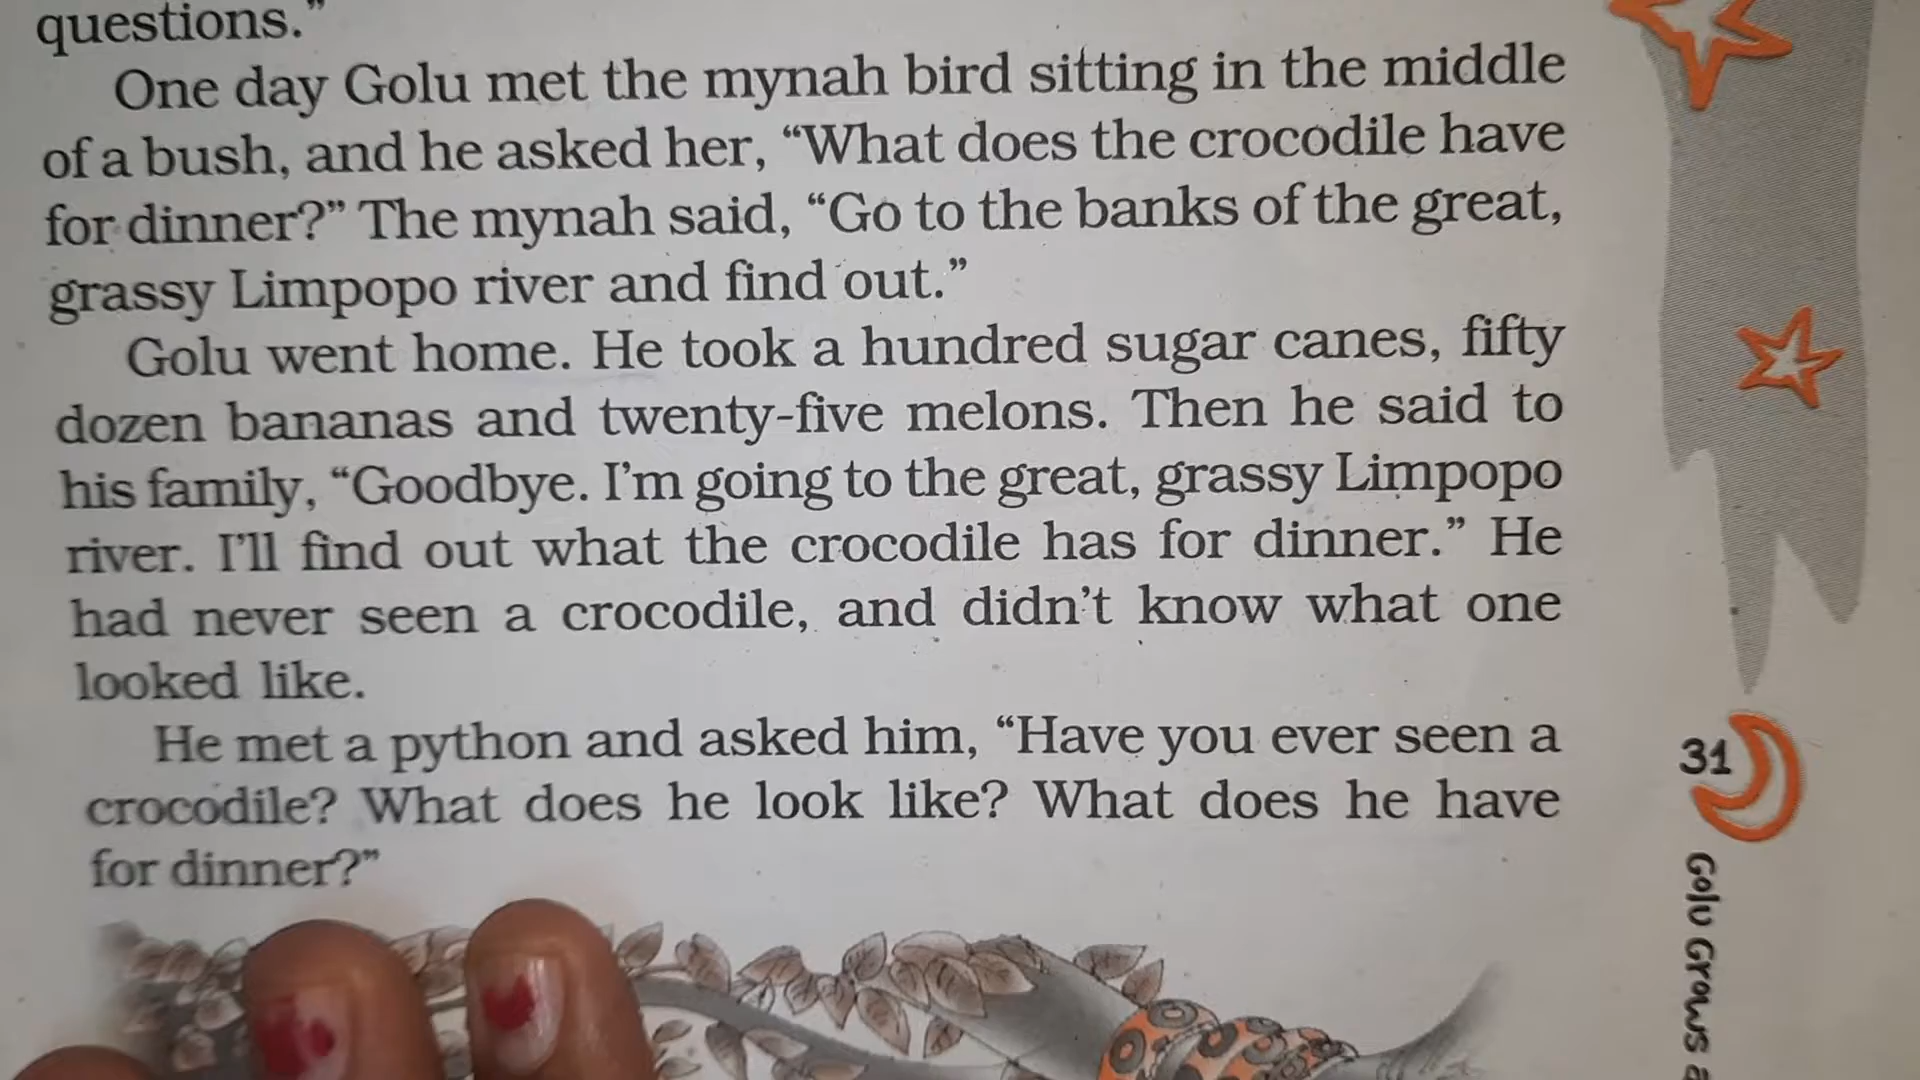 questions.”
One day Golu met the mynah bird sitting in the middle
of a bush, and he asked her, “What does the crocodile have
for dinner?” The mynah said, “Go to the banks of the great,
grassy Limpopo river and find out.”
Golu went home. He took a hundred sugar canes, fifty
dozen bananas and twenty-five melons. Then he said to
his family, “Goodbye. I’m going to the great, grassy Limpopo
river. I’ll find out what the crocodile has for dinner.” He
had never seen a crocodile, and didn’t know what one
looked like.
He met a python and asked him, “Have you ever seen a
crocodile? What does he look like? What does he have
for dinner?”
31
Golu Grows a